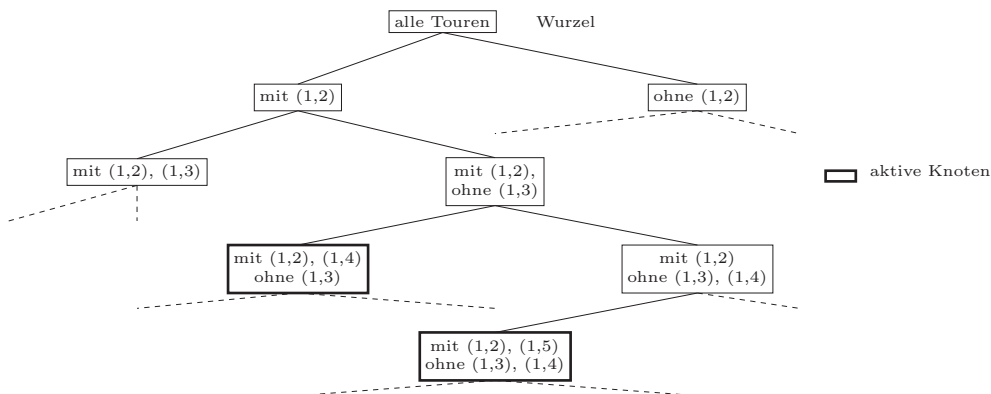 alle Touren
Wurzel
mit (1,2)
ohne (1,2)
mit (1,2), (1,3)
mit (1,2),
ohne (1,3)
aktive Knoten
mit (1,2), (1,4)
ohne (1,3)
mit (1,2)
ohne (1,3), (1,4)
mit (1,2), (1,5)
ohne (1,3), (1,4)